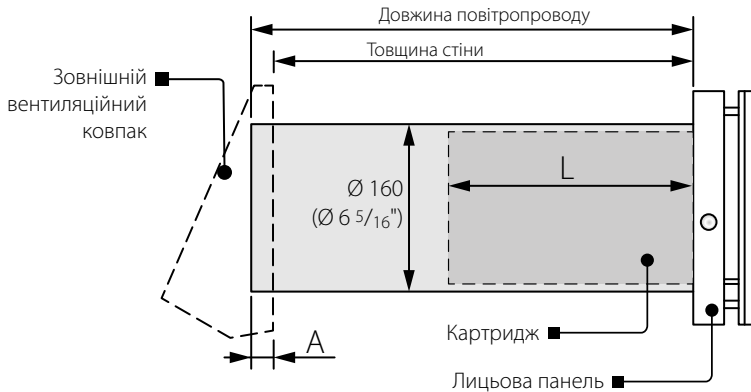 Довжина повітропроводу
Товщина стіни
Зовнішній
вентиляційний
ковпак
L
Ø 160
(Ø 6 5/16")
A
Картридж
Лицьова панель